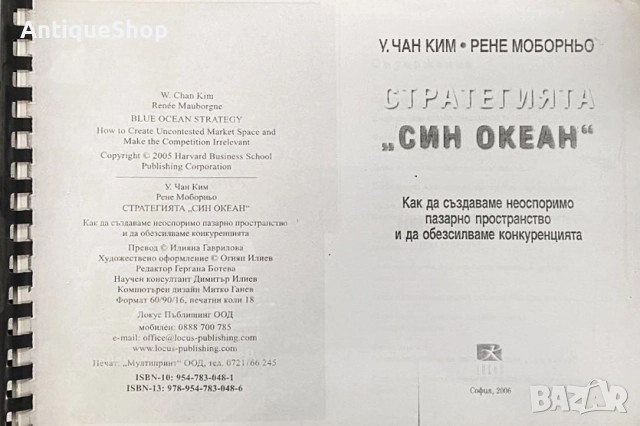 AntiqueShop
W. Chan Kim
Renée Mauborgne
BLUE OCEAN STRATEGY
How to Create Uncontested Market Space and
Make the Competition Irrelevant
Copyright © 2005 Harvard Business School
Publishing Corporation
У. Чан Ким
Рене Моборньо
СТРАТЕГИЯТА „СИН ОКЕАН“
Как да създаваме неоспоримо пазарно пространство
и да обезсилваме конкуренцията
Превод © Илияна Гаврилова
Художествено оформление © Огнян Илиев
Редактор Гергана Ботева
Научен консултант Димитър Илиев
Компютърен дизайн Митко Ганев
Формат 60/90/16, печатни коли 18
Локус Пъблишинг ООД
мобилен: 0888 700 785
e-mail: office@locus-publishing.com
www.locus-publishing.com
Печат: „Мултипринт“ ООД, тел. 0721/66 245
ISBN-10: 954-783-048-1
ISBN-13: 978-954-783-048-6
У. ЧАН КИМ • РЕНЕ МОБОРНЬО
СТРАТЕГИЯТА
„СИН ОКЕАН“
Как да създаваме неоспоримо
пазарно пространство
и да обезсилваме конкуренцията
София, 2006
BAZAR.bg